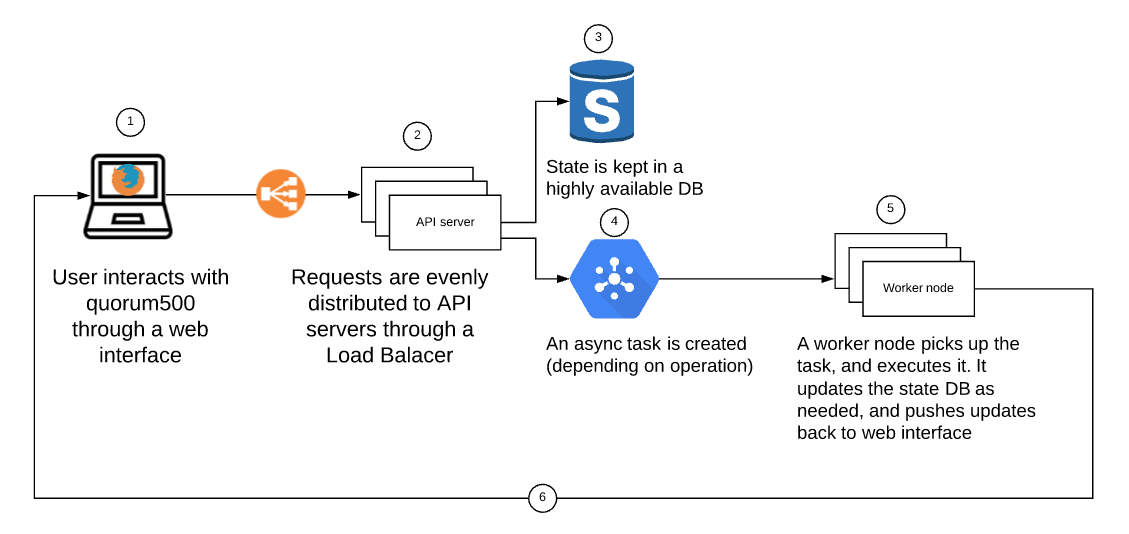 1
User interacts with
quorum500
through a web
interface
2
API server
Requests are evenly
distributed to API
servers through a
Load Balacer
3
S
State is kept in a
highly available DB
4
An async task is created
(depending on operation)
5
Worker node
A worker node picks up the
task, and executes it. It
updates the state DB as
needed, and pushes updates
back to web interface
6